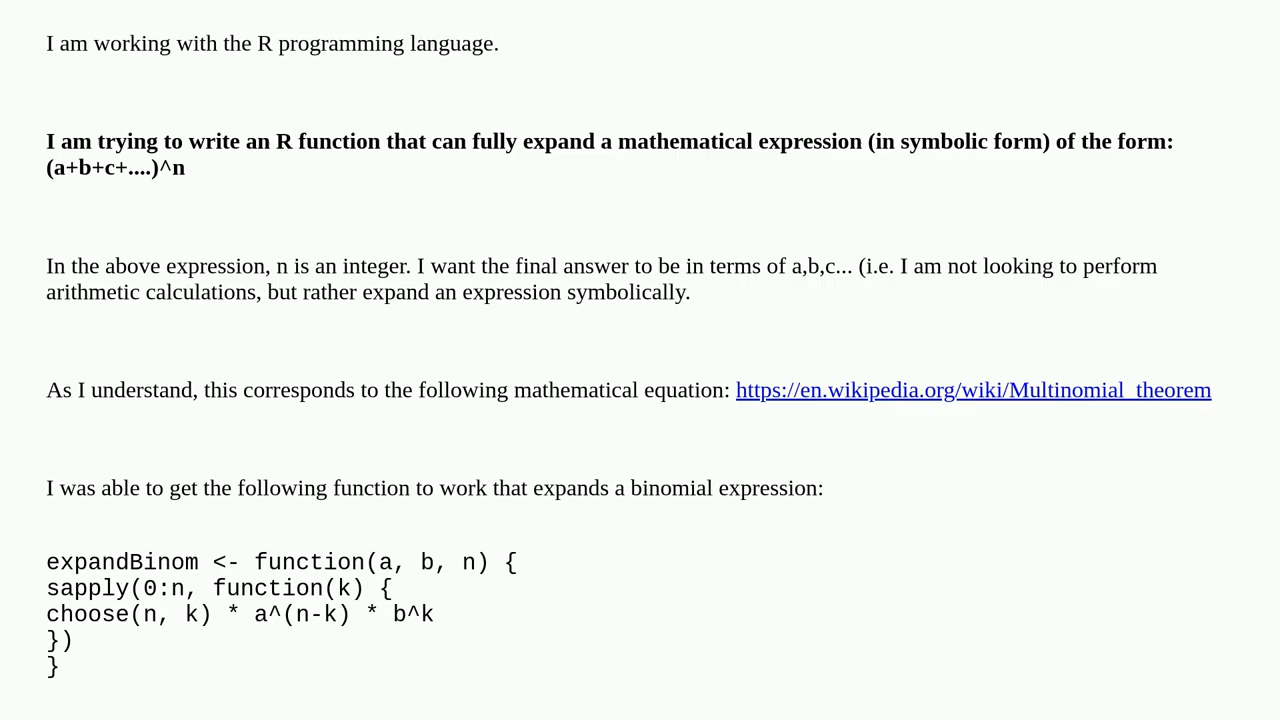 I am working with the R programming language.
I am trying to write an R function that can fully expand a mathematical expression (in symbolic form) of the form:
(a+b+c+....)^n
In the above expression, n is an integer. I want the final answer to be in terms of a,b,c... (i.e. I am not looking to perform
arithmetic calculations, but rather expand an expression symbolically.
As I understand, this corresponds to the following mathematical equation: https://en.wikipedia.org/wiki/Multinomial_theorem
I was able to get the following function to work that expands a binomial expression:
expandBinom <- function(a, b, n) {
sapply(0:n, function(k) {
choose(n, k) * a^(n-k) * b^k
})
}